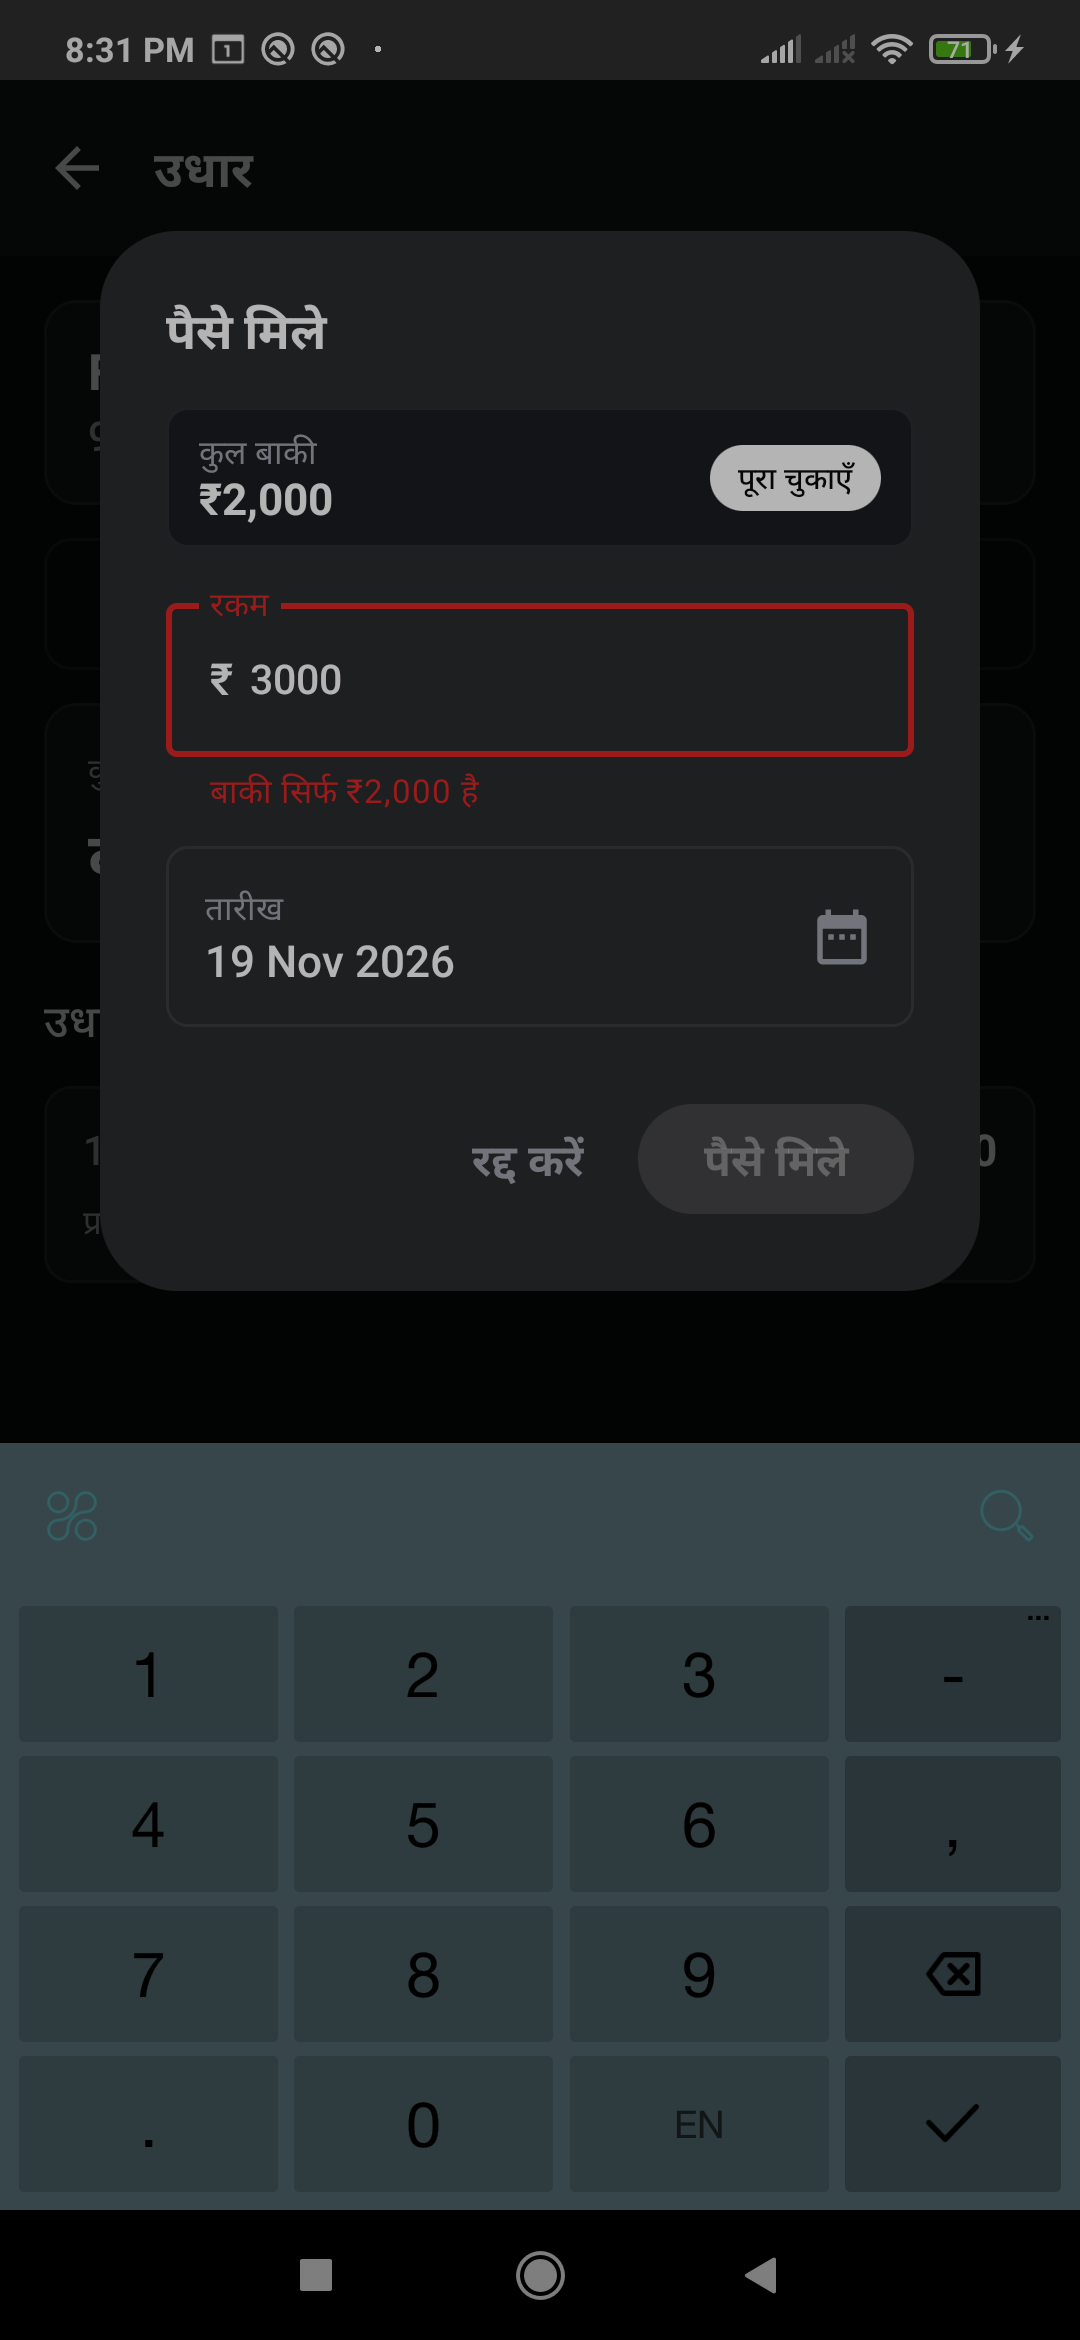 8:31 PM
71
उधार
पैसे मिले
कुल बाकी
₹2,000
पूरा चुकाएँ
रकम
₹ 3000
बाकी सिर्फ ₹2,000 है
तारीख
19 Nov 2026
रद्द करें
पैसे मिले
1 2 3 -
4 5 6 ,
7 8 9
. 0 EN